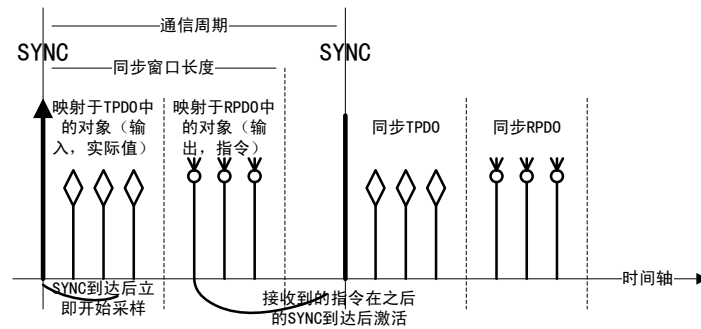 通信周期
SYNC
SYNC
同步窗口长度
映射于TPDO中
的对象（输
入，实际值）
映射于RPDO中
的对象（输
出，指令）
同步TPDO
同步RPDO
时间轴
SYNC到达后立
即开始采样
接收到的指令在之后
的SYNC到达后激活